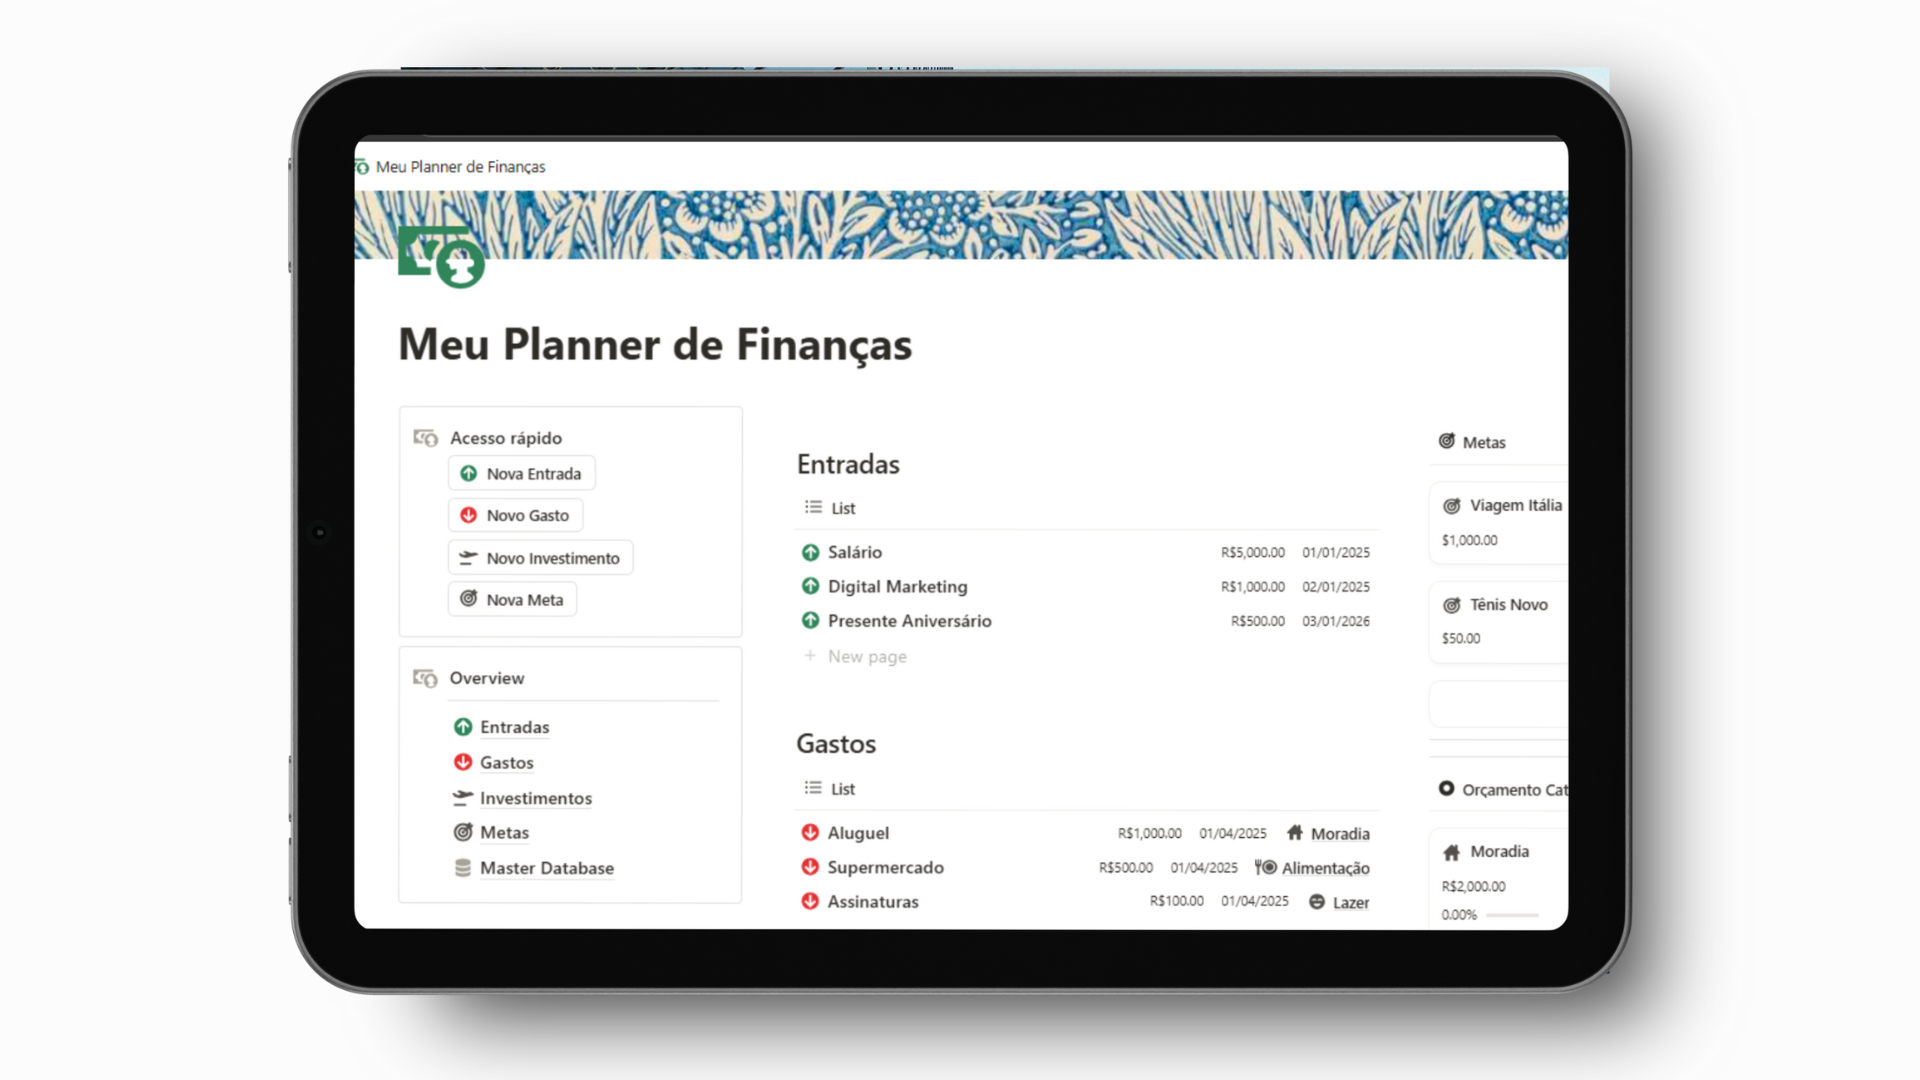 Meu Planner de Finanças
Meu Planner de Finanças
Acesso rápido
Nova Entrada
Novo Gasto
Novo Investimento
Nova Meta
Overview
Entradas
Gastos
Investimentos
Metas
Master Database
Entradas
List
Salário R$5,000.00 01/01/2025
Digital Marketing R$1,000.00 02/01/2025
Presente Aniversário R$500.00 03/01/2026
+ New page
Gastos
List
Aluguel R$1,000.00 01/04/2025 Moradia
Supermercado R$500.00 01/04/2025 Alimentação
Assinaturas R$100.00 01/04/2025 Lazer
Metas
Viagem Itália
$1,000.00
Tênis Novo
$50.00
Orçamento Cat
Moradia
R$2,000.00
0.00%